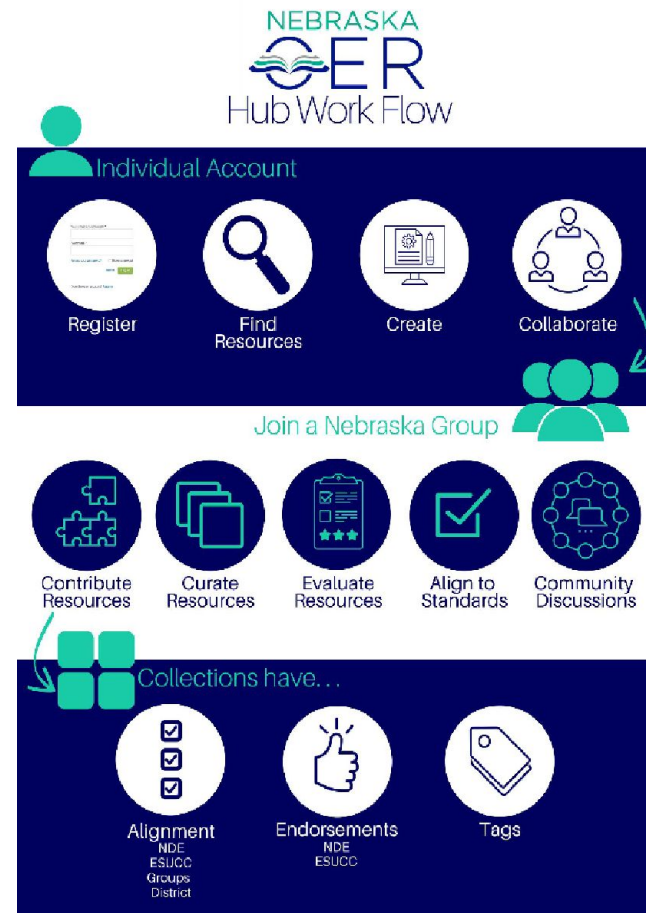 NEBRASKA
OER
Hub Work Flow
Individual Account
Register
Find
Resources
Create
Collaborate
Join a Nebraska Group
Contribute
Resources
Curate
Resources
Evaluate
Resources
Align to
Standards
Community
Discussions
Collections have...
Alignment
NDE
ESUCC
Groups
District
Endorsements
NDE
ESUCC
Tags